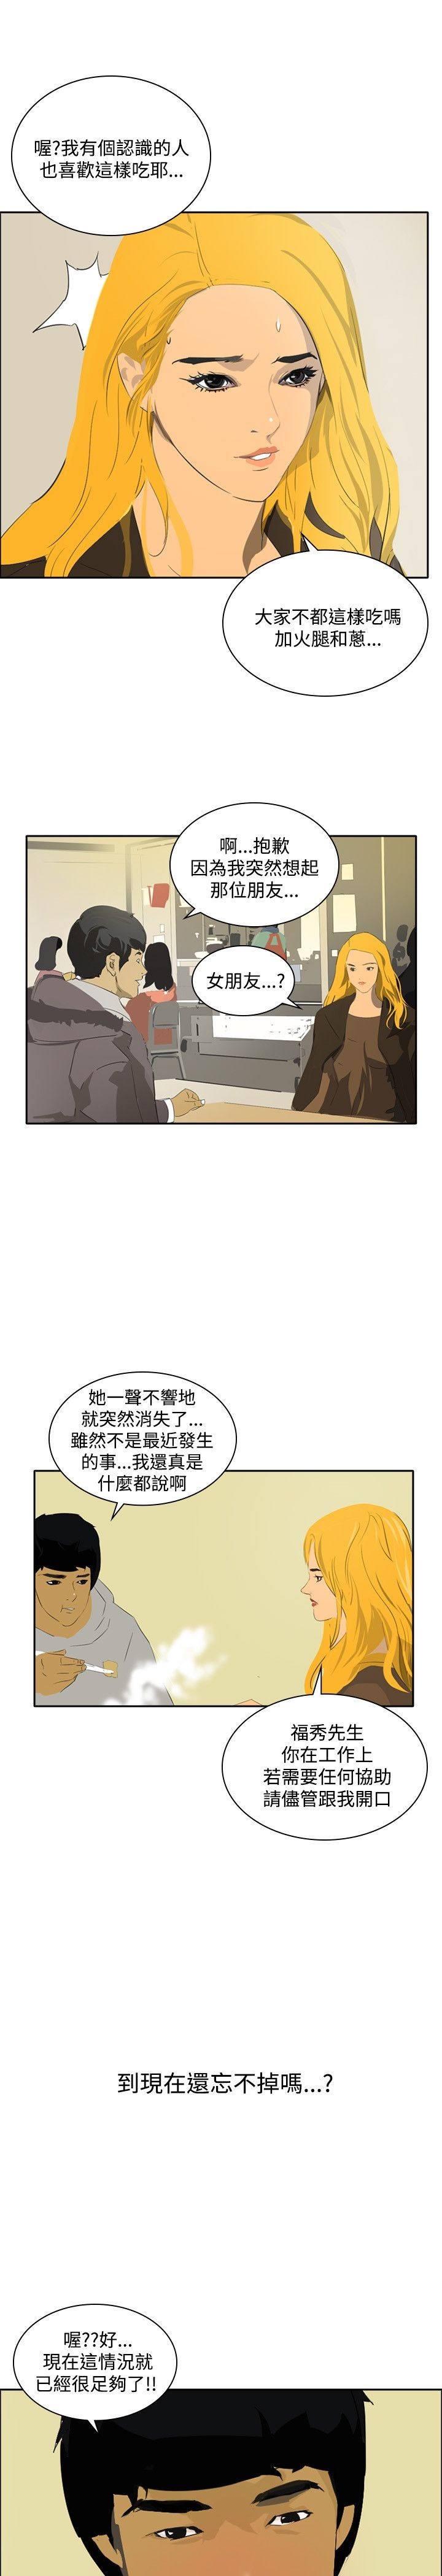 喔?我有個認識的人
也喜歡這樣吃耶...
大家不都這樣吃嗎
加火腿和蔥...
啊...抱歉
因為我突然想起
那位朋友...
女朋友...?
她一聲不響地
就突然消失了...
雖然不是最近發生
的事...我還真是
什麼都說啊
福秀先生
你在工作上
若需要任何協助
請儘管跟我開口
到現在還忘不掉嗎...?
喔??好...
現在這情況就
已經很足夠了!!